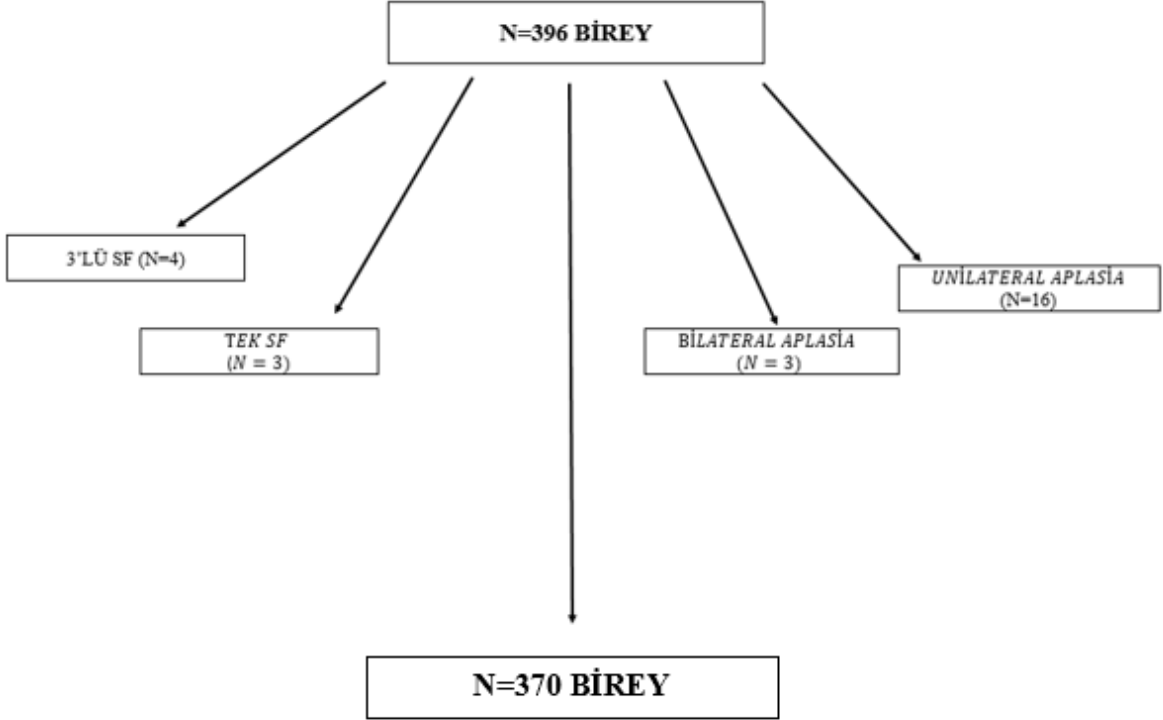 N=396 BİREY
3’LÜ SF (N=4)
TEK SF
(N = 3)
BİLATERAL APLASİA
(N = 3)
UNİLATERAL APLASİA
(N=16)
N=370 BİREY